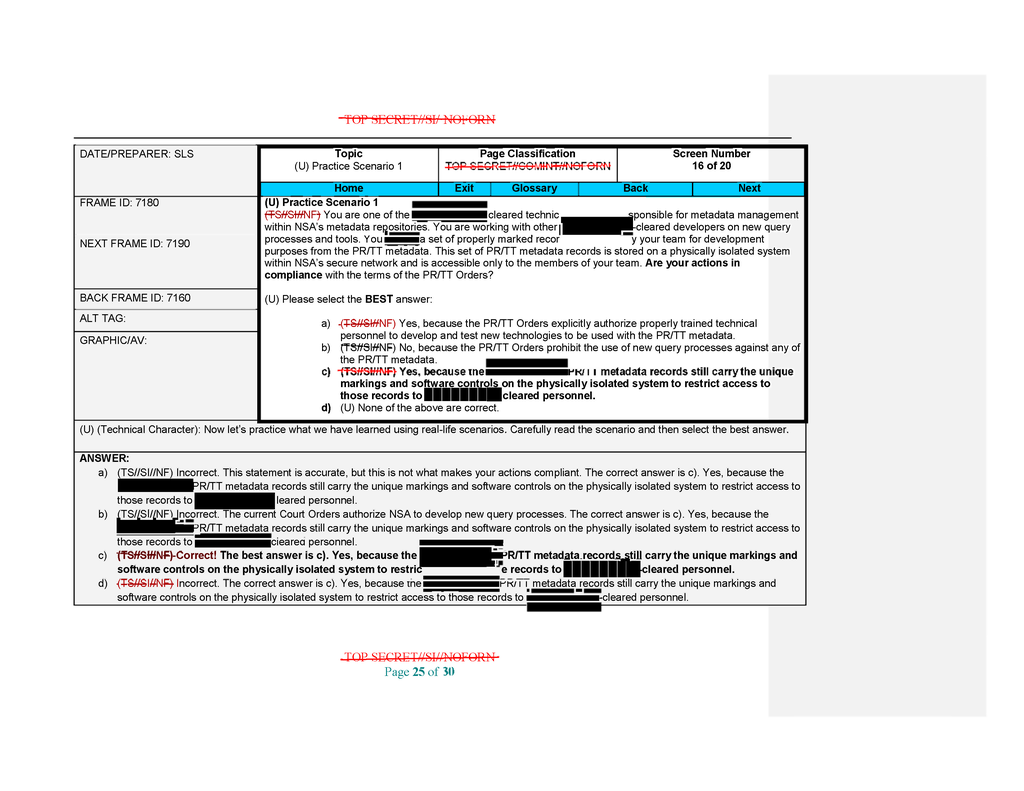 TOP SECRET//SI//NOFORN
DATE/PREPARER: SLS
Topic
(U) Practice Scenario 1
Page Classification
TOP SECRET//COMINT//NOFORN
Screen Number
16 of 20
Home Exit Glossary Back Next
FRAME ID: 7180
NEXT FRAME ID: 7190
BACK FRAME ID: 7160
ALT TAG:
GRAPHIC/AV:
(U) Practice Scenario 1
(TS//SI//NF) You are one of the cleared technic sponsible for metadata management
within NSA's metadata repositories. You are working with other -cleared developers on new query
processes and tools. You a set of properly marked recor y your team for development
purposes from the PR/TT metadata. This set of PR/TT metadata records is stored on a physically isolated system
within NSA's secure network and is accessible only to the members of your team. Are your actions in
compliance with the terms of the PR/TT Orders?
(U) Please select the BEST answer:
a) (TS//SI//NF) Yes, because the PR/TT Orders explicitly authorize properly trained technical
personnel to develop and test new technologies to be used with the PR/TT metadata.
b) (TS//SI//NF) No, because the PR/TT Orders prohibit the use of new query processes against any of
the PR/TT metadata.
c) (TS//SI//NF) Yes, because the PR/TT metadata records still carry the unique
markings and software controls on the physically isolated system to restrict access to
those records to cleared personnel.
d) (U) None of the above are correct.
(U) (Technical Character): Now let's practice what we have learned using real-life scenarios. Carefully read the scenario and then select the best answer.
ANSWER:
a) (TS//SI//NF) Incorrect. This statement is accurate, but this is not what makes your actions compliant. The correct answer is c). Yes, because the
PR/TT metadata records still carry the unique markings and software controls on the physically isolated system to restrict access to
those records to leared personnel.
b) (TS//SI//NF) Incorrect. The current Court Orders authorize NSA to develop new query processes. The correct answer is c). Yes, because the
PR/TT metadata records still carry the unique markings and software controls on the physically isolated system to restrict access to
those records to cleared personnel.
c) (TS//SI//NF) Correct! The best answer is c). Yes, because the PR/TT metadata records still carry the unique markings and
software controls on the physically isolated system to restric e records to -cleared personnel.
d) (TS//SI//NF) Incorrect. The correct answer is c). Yes, because the PR/TT metadata records still carry the unique markings and
software controls on the physically isolated system to restrict access to those records to -cleared personnel.
TOP SECRET//SI//NOFORN
Page 25 of 30